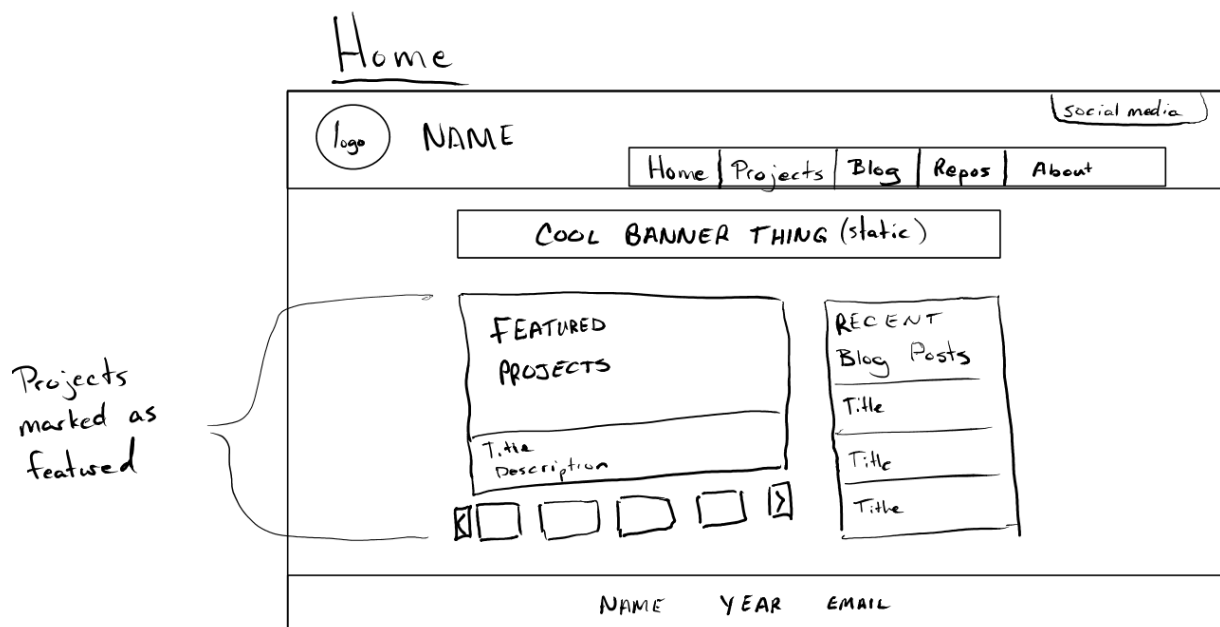 Home
social media
logo
NAME
Home Projects Blog Repos About
COOL BANNER THING (static)
FEATURED
PROJECTS
Title
Description
RECENT
Blog Posts
Title
Title
Title
Projects
marked as
featured
NAME YEAR EMAIL